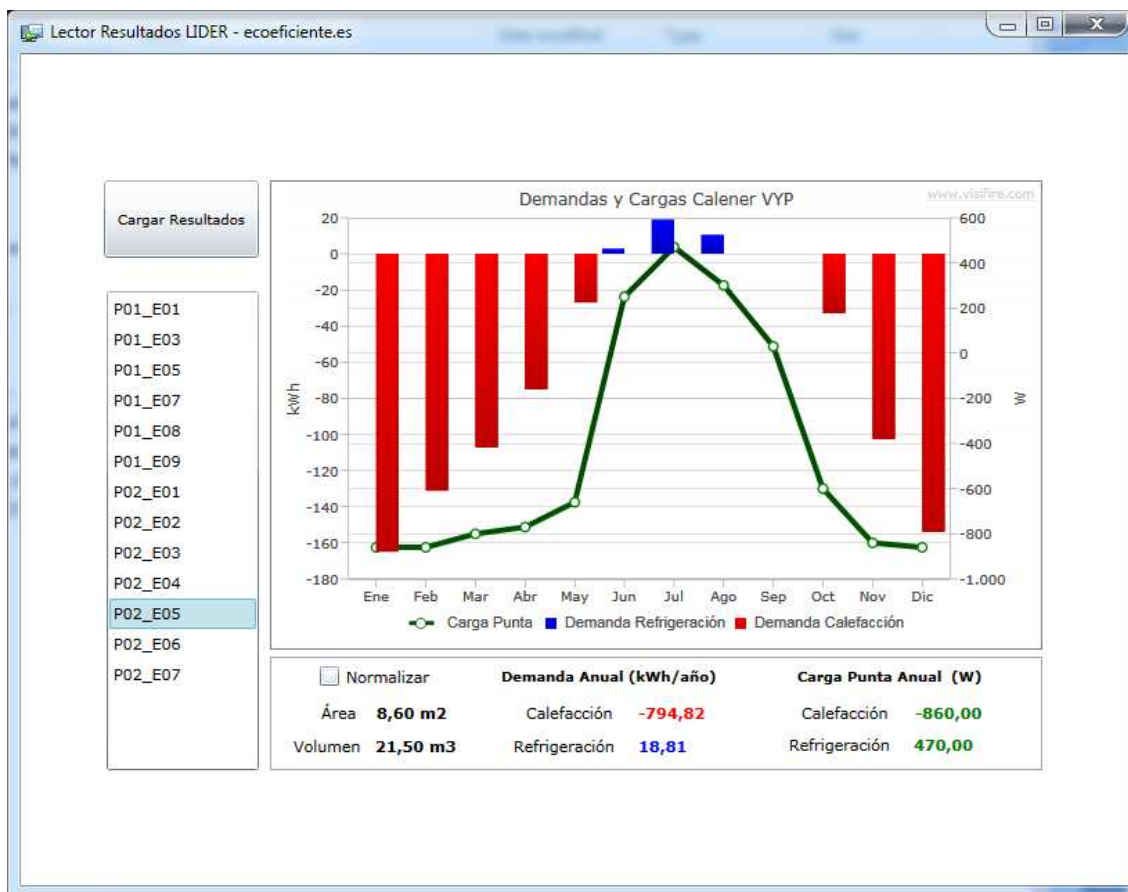 Lector Resultados LIDER - ecoeficiente.es
Cargar Resultados
P01_E01
P01_E03
P01_E05
P01_E07
P01_E08
P01_E09
P02_E01
P02_E02
P02_E03
P02_E04
P02_E05
P02_E06
P02_E07
Demandas y Cargas Calener VYP
www.visifire.com
kWh
20
0
-20
-40
-60
-80
-100
-120
-140
-160
-180
600
400
200
0
-200
-400
-600
-800
-1.000
W
Ene Feb Mar Abr May Jun Jul Ago Sep Oct Nov Dic
Carga Punta Demanda Refrigeración Demanda Calefacción
Normalizar Demanda Anual (kWh/año) Carga Punta Anual (W)
Área 8,60 m2 Calefacción -794,82 Calefacción -860,00
Volumen 21,50 m3 Refrigeración 18,81 Refrigeración 470,00